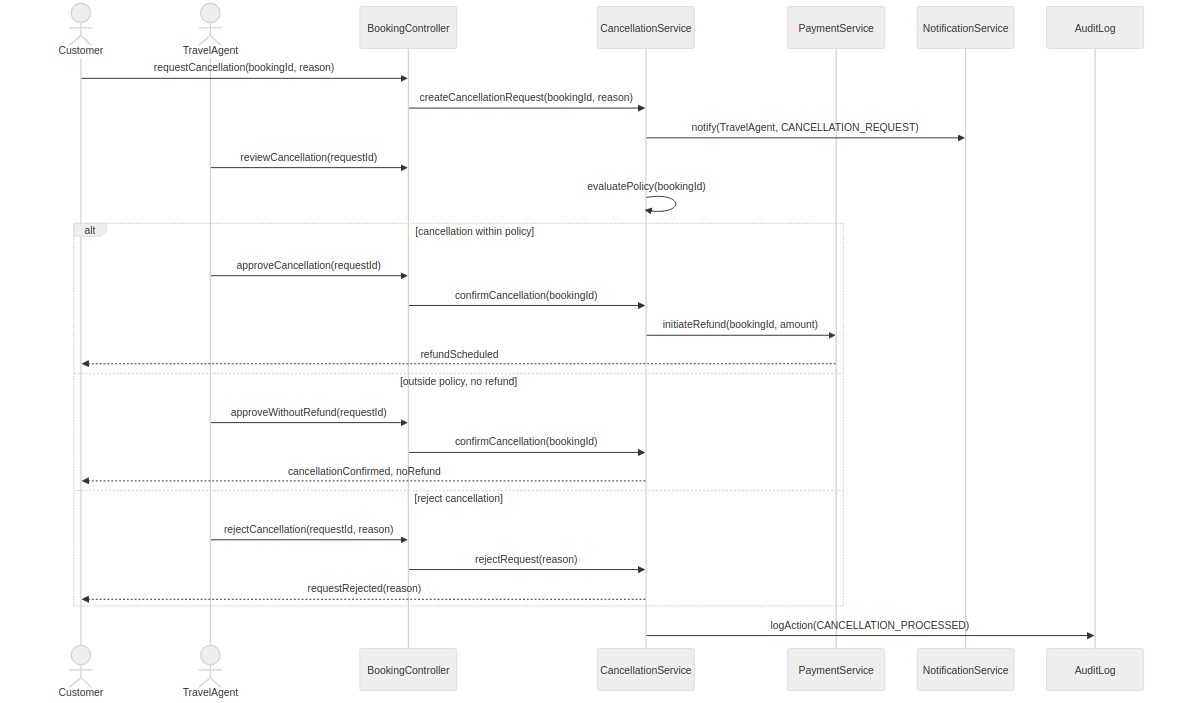 Customer
TravelAgent
BookingController
CancellationService
PaymentService
NotificationService
AuditLog
requestCancellation(bookingId, reason)
createCancellationRequest(bookingId, reason)
notify(TravelAgent, CANCELLATION_REQUEST)
reviewCancellation(requestId)
evaluatePolicy(bookingId)
alt
[cancellation within policy]
approveCancellation(requestId)
confirmCancellation(bookingId)
initiateRefund(bookingId, amount)
refundScheduled
[outside policy, no refund]
approveWithoutRefund(requestId)
confirmCancellation(bookingId)
cancellationConfirmed, noRefund
[reject cancellation]
rejectCancellation(requestId, reason)
rejectRequest(reason)
requestRejected(reason)
logAction(CANCELLATION_PROCESSED)
Customer
TravelAgent
BookingController
CancellationService
PaymentService
NotificationService
AuditLog